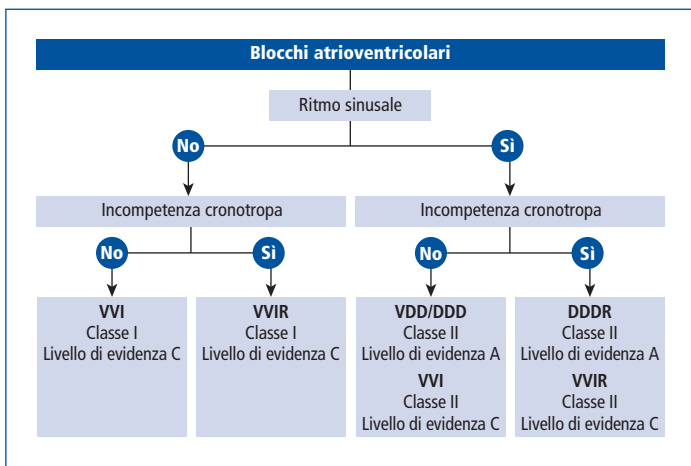 Blocchi atrioventricolari
Ritmo sinusale
No
Sì
Incompetenza cronotropa
Incompetenza cronotropa
No
Sì
No
Sì
VVI
Classe I
Livello di evidenza C
VVIR
Classe I
Livello di evidenza C
VDD/DDD
Classe II
Livello di evidenza A
VVI
Classe II
Livello di evidenza C
DDDR
Classe II
Livello di evidenza A
VVIR
Classe II
Livello di evidenza C